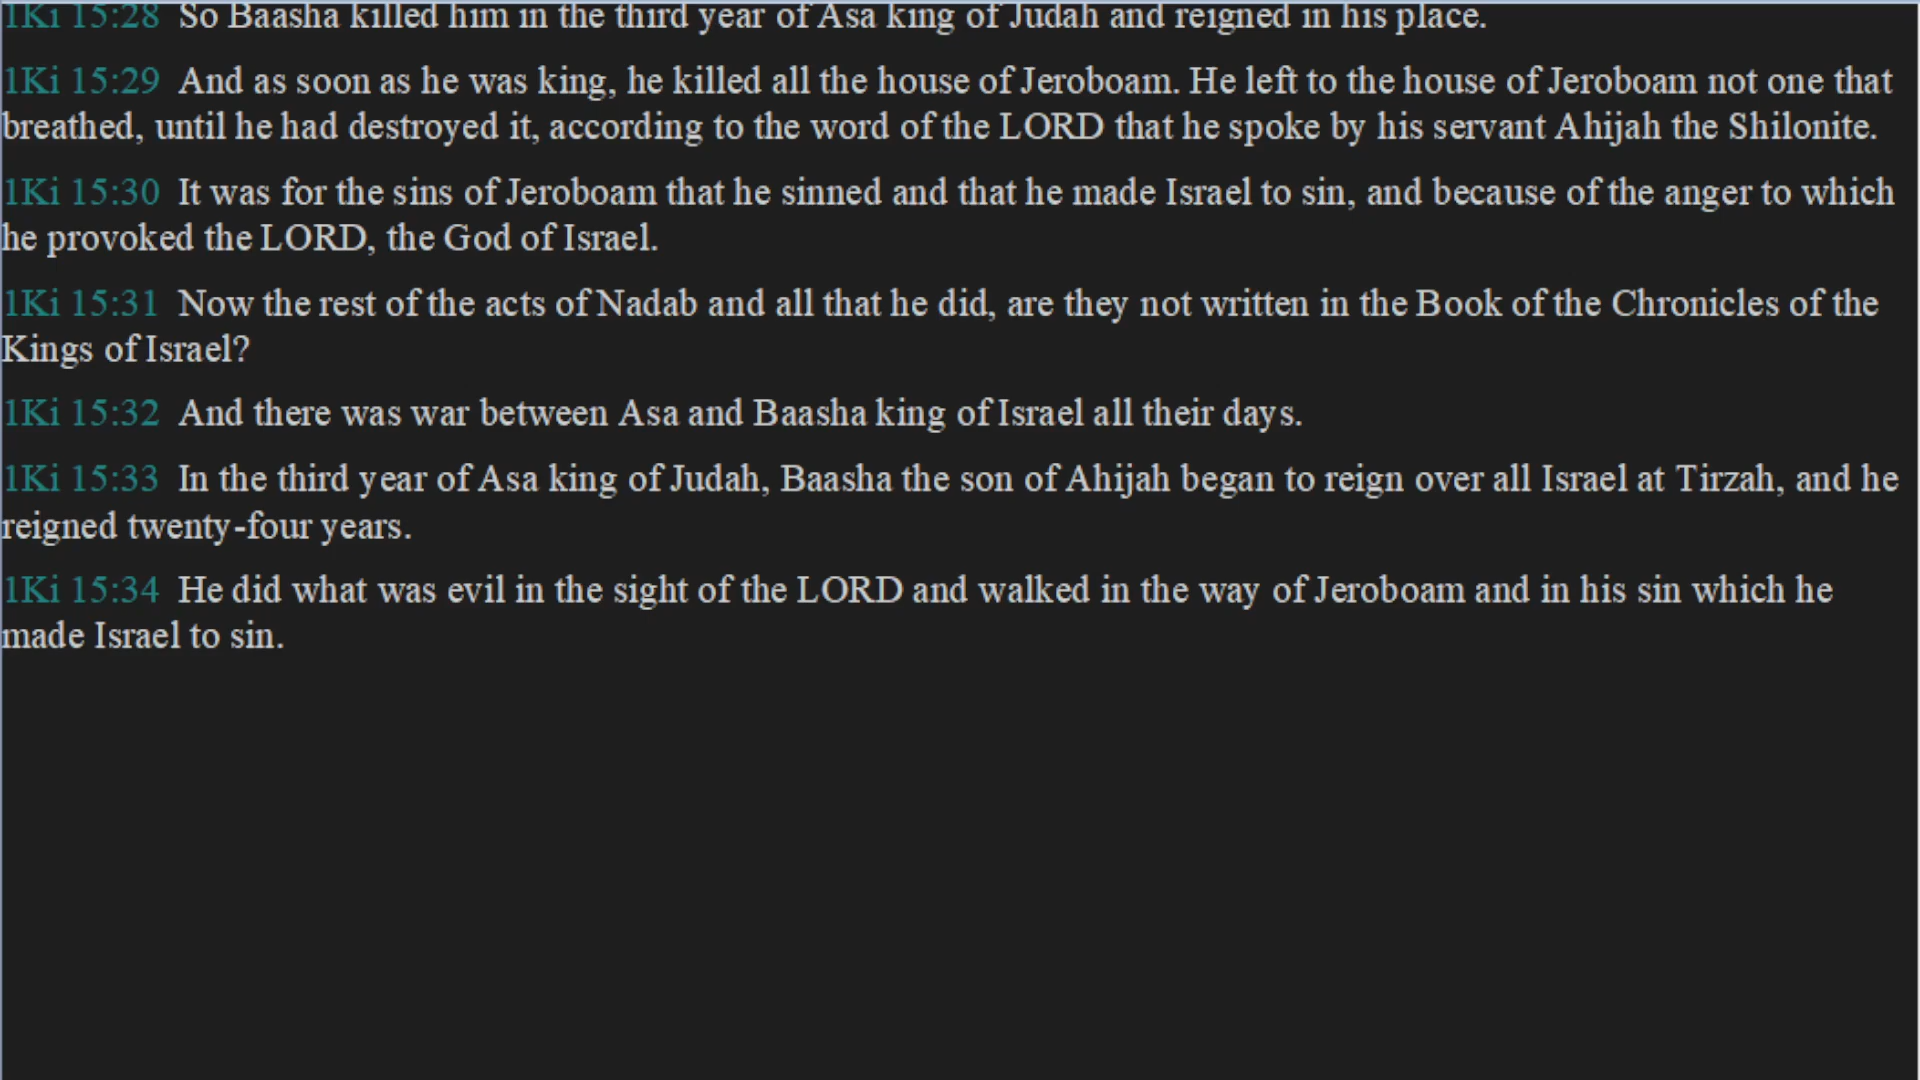 1Ki 15:28 So Baasha killed him in the third year of Asa king of Judah and reigned in his place.
1Ki 15:29 And as soon as he was king, he killed all the house of Jeroboam. He left to the house of Jeroboam not one that
breathed, until he had destroyed it, according to the word of the LORD that he spoke by his servant Ahijah the Shilonite.
1Ki 15:30 It was for the sins of Jeroboam that he sinned and that he made Israel to sin, and because of the anger to which
he provoked the LORD, the God of Israel.
1Ki 15:31 Now the rest of the acts of Nadab and all that he did, are they not written in the Book of the Chronicles of the
Kings of Israel?
1Ki 15:32 And there was war between Asa and Baasha king of Israel all their days.
1Ki 15:33 In the third year of Asa king of Judah, Baasha the son of Ahijah began to reign over all Israel at Tirzah, and he
reigned twenty-four years.
1Ki 15:34 He did what was evil in the sight of the LORD and walked in the way of Jeroboam and in his sin which he
made Israel to sin.